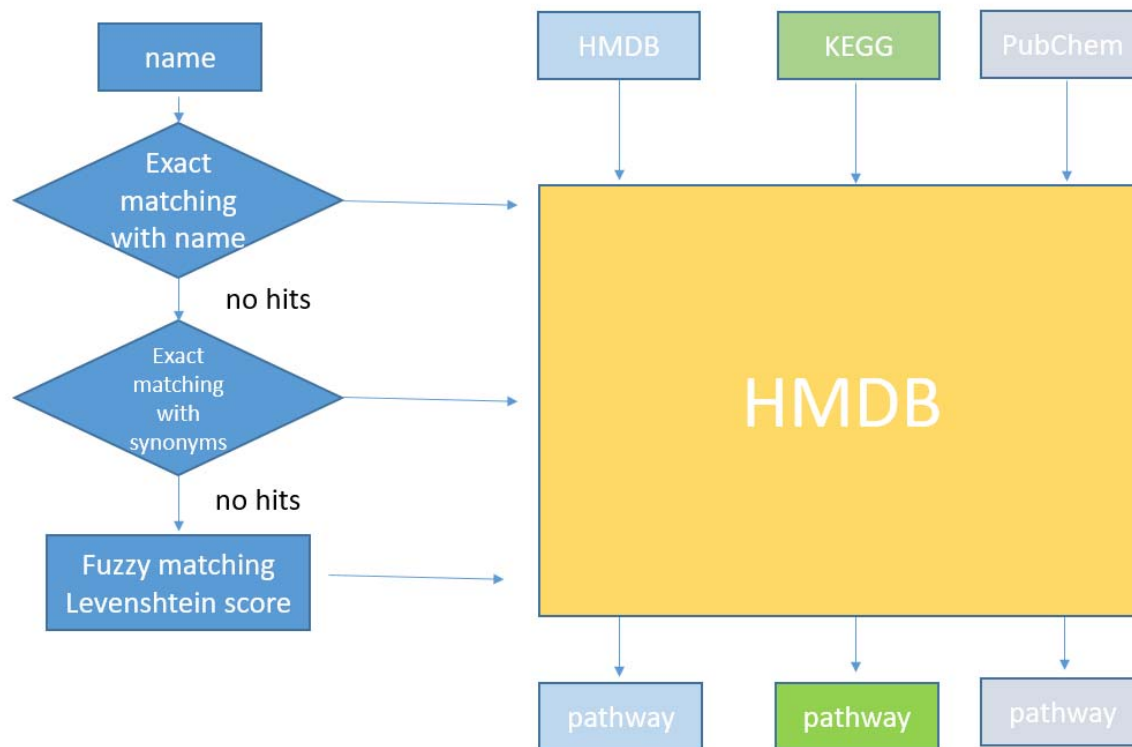 name
HMDB
KEGG
PubChem
Exact
matching
with name
no hits
Exact
matching
with
synonyms
HMDB
no hits
Fuzzy matching
Levenshtein score
pathway
pathway
pathway